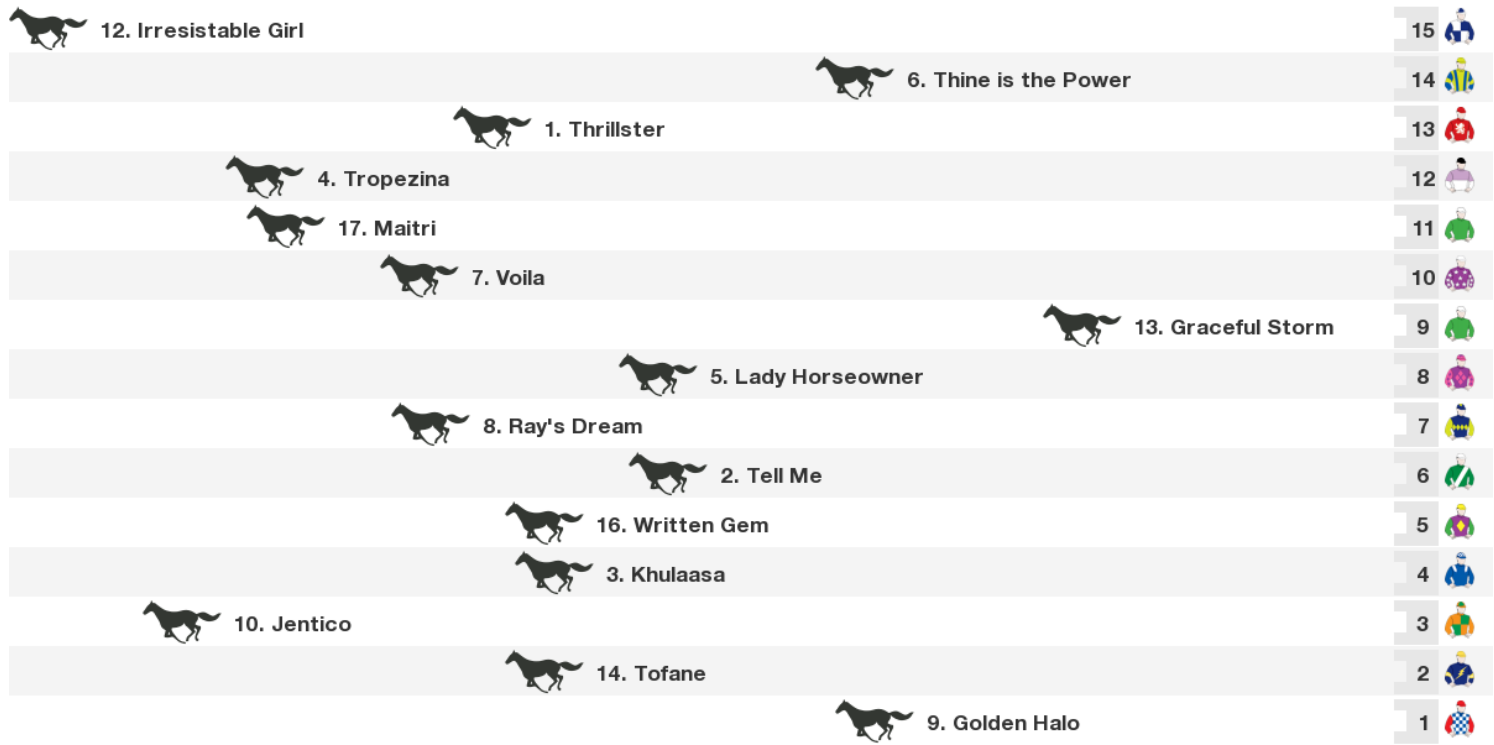 12. Irresistable Girl 15
6. Thine is the Power 14
1. Thrillster 13
4. Tropezina 12
17. Maitri 11
7. Voila 10
13. Graceful Storm 9
5. Lady Horseowner 8
8. Ray's Dream 7
2. Tell Me 6
16. Written Gem 5
3. Khulaasa 4
10. Jentico 3
14. Tofane 2
9. Golden Halo 1